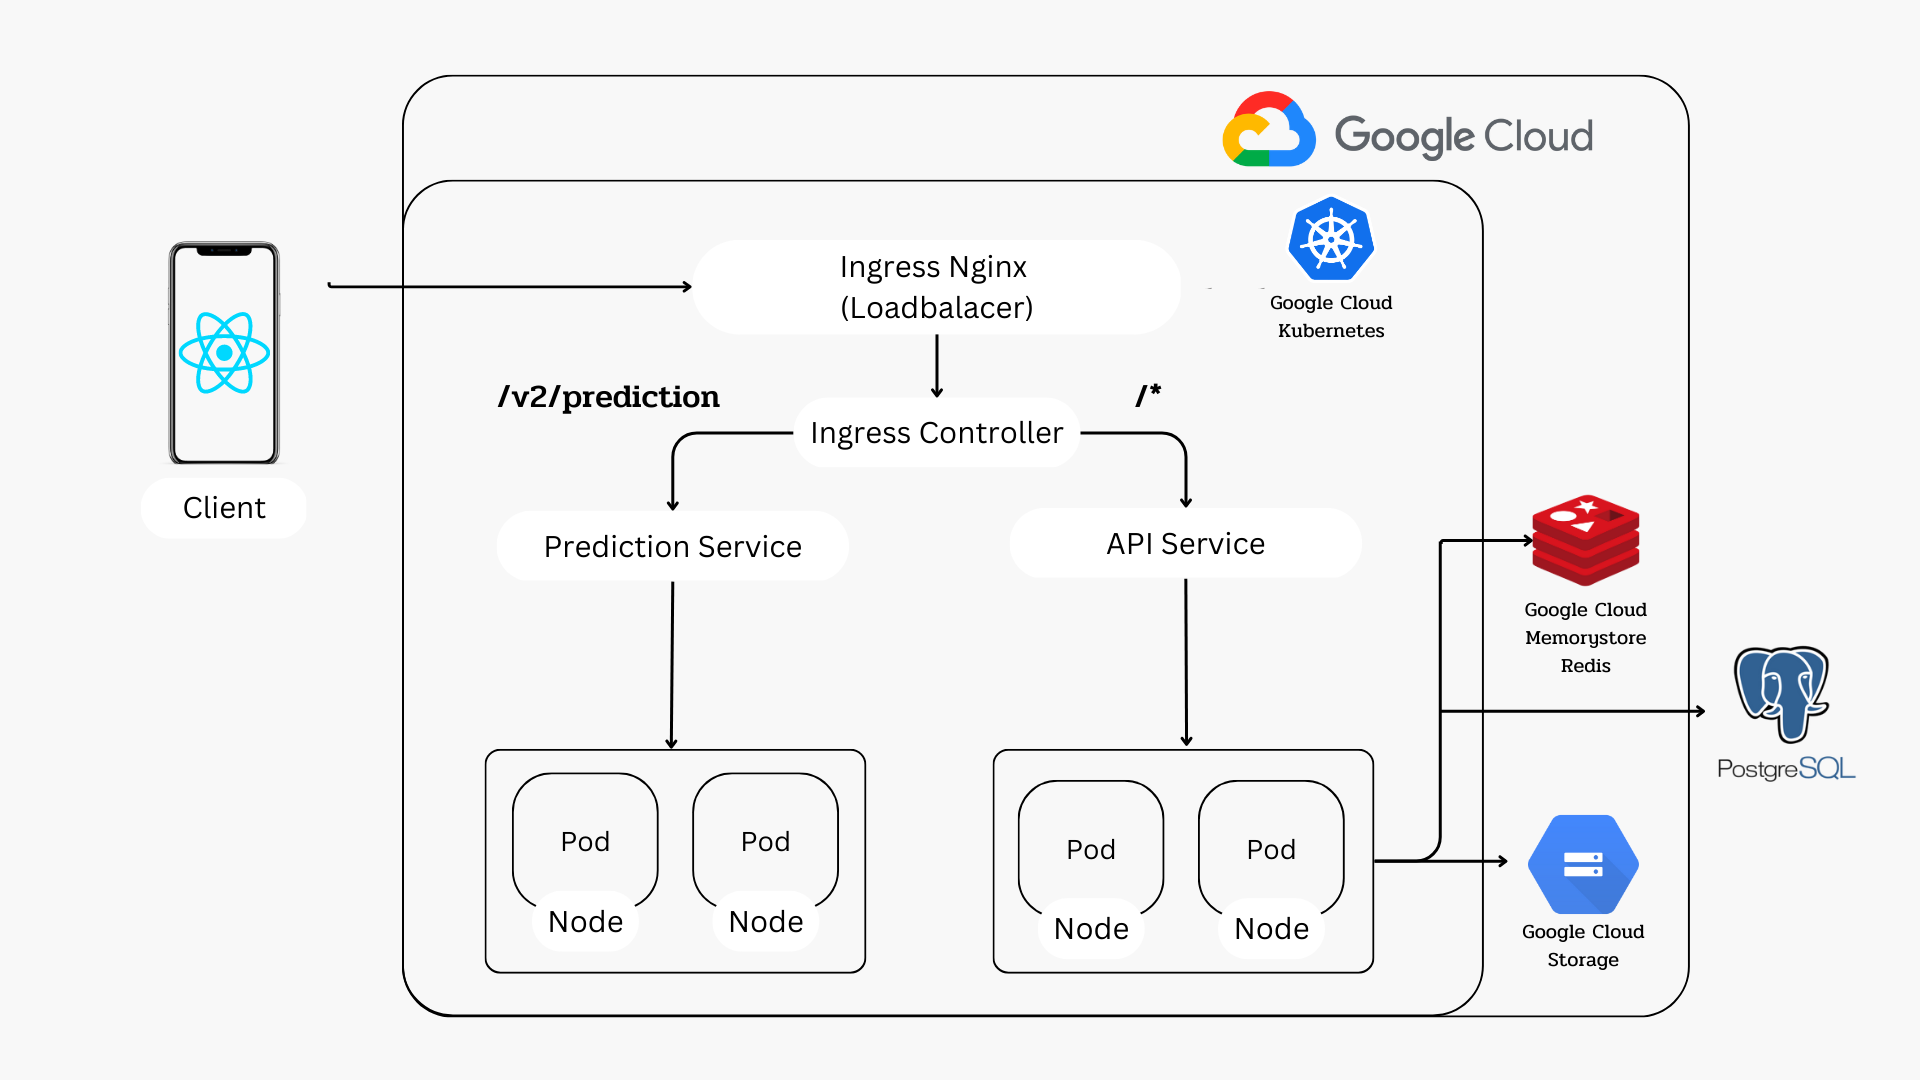 Google Cloud
Google Cloud
Kubernetes
Ingress Nginx
(Loadbalacer)
/v2/prediction
/*
Ingress Controller
Client
Prediction Service
API Service
Google Cloud
Memorystore
Redis
PostgreSQL
Pod
Pod
Pod
Pod
Node
Node
Node
Node
Google Cloud
Storage